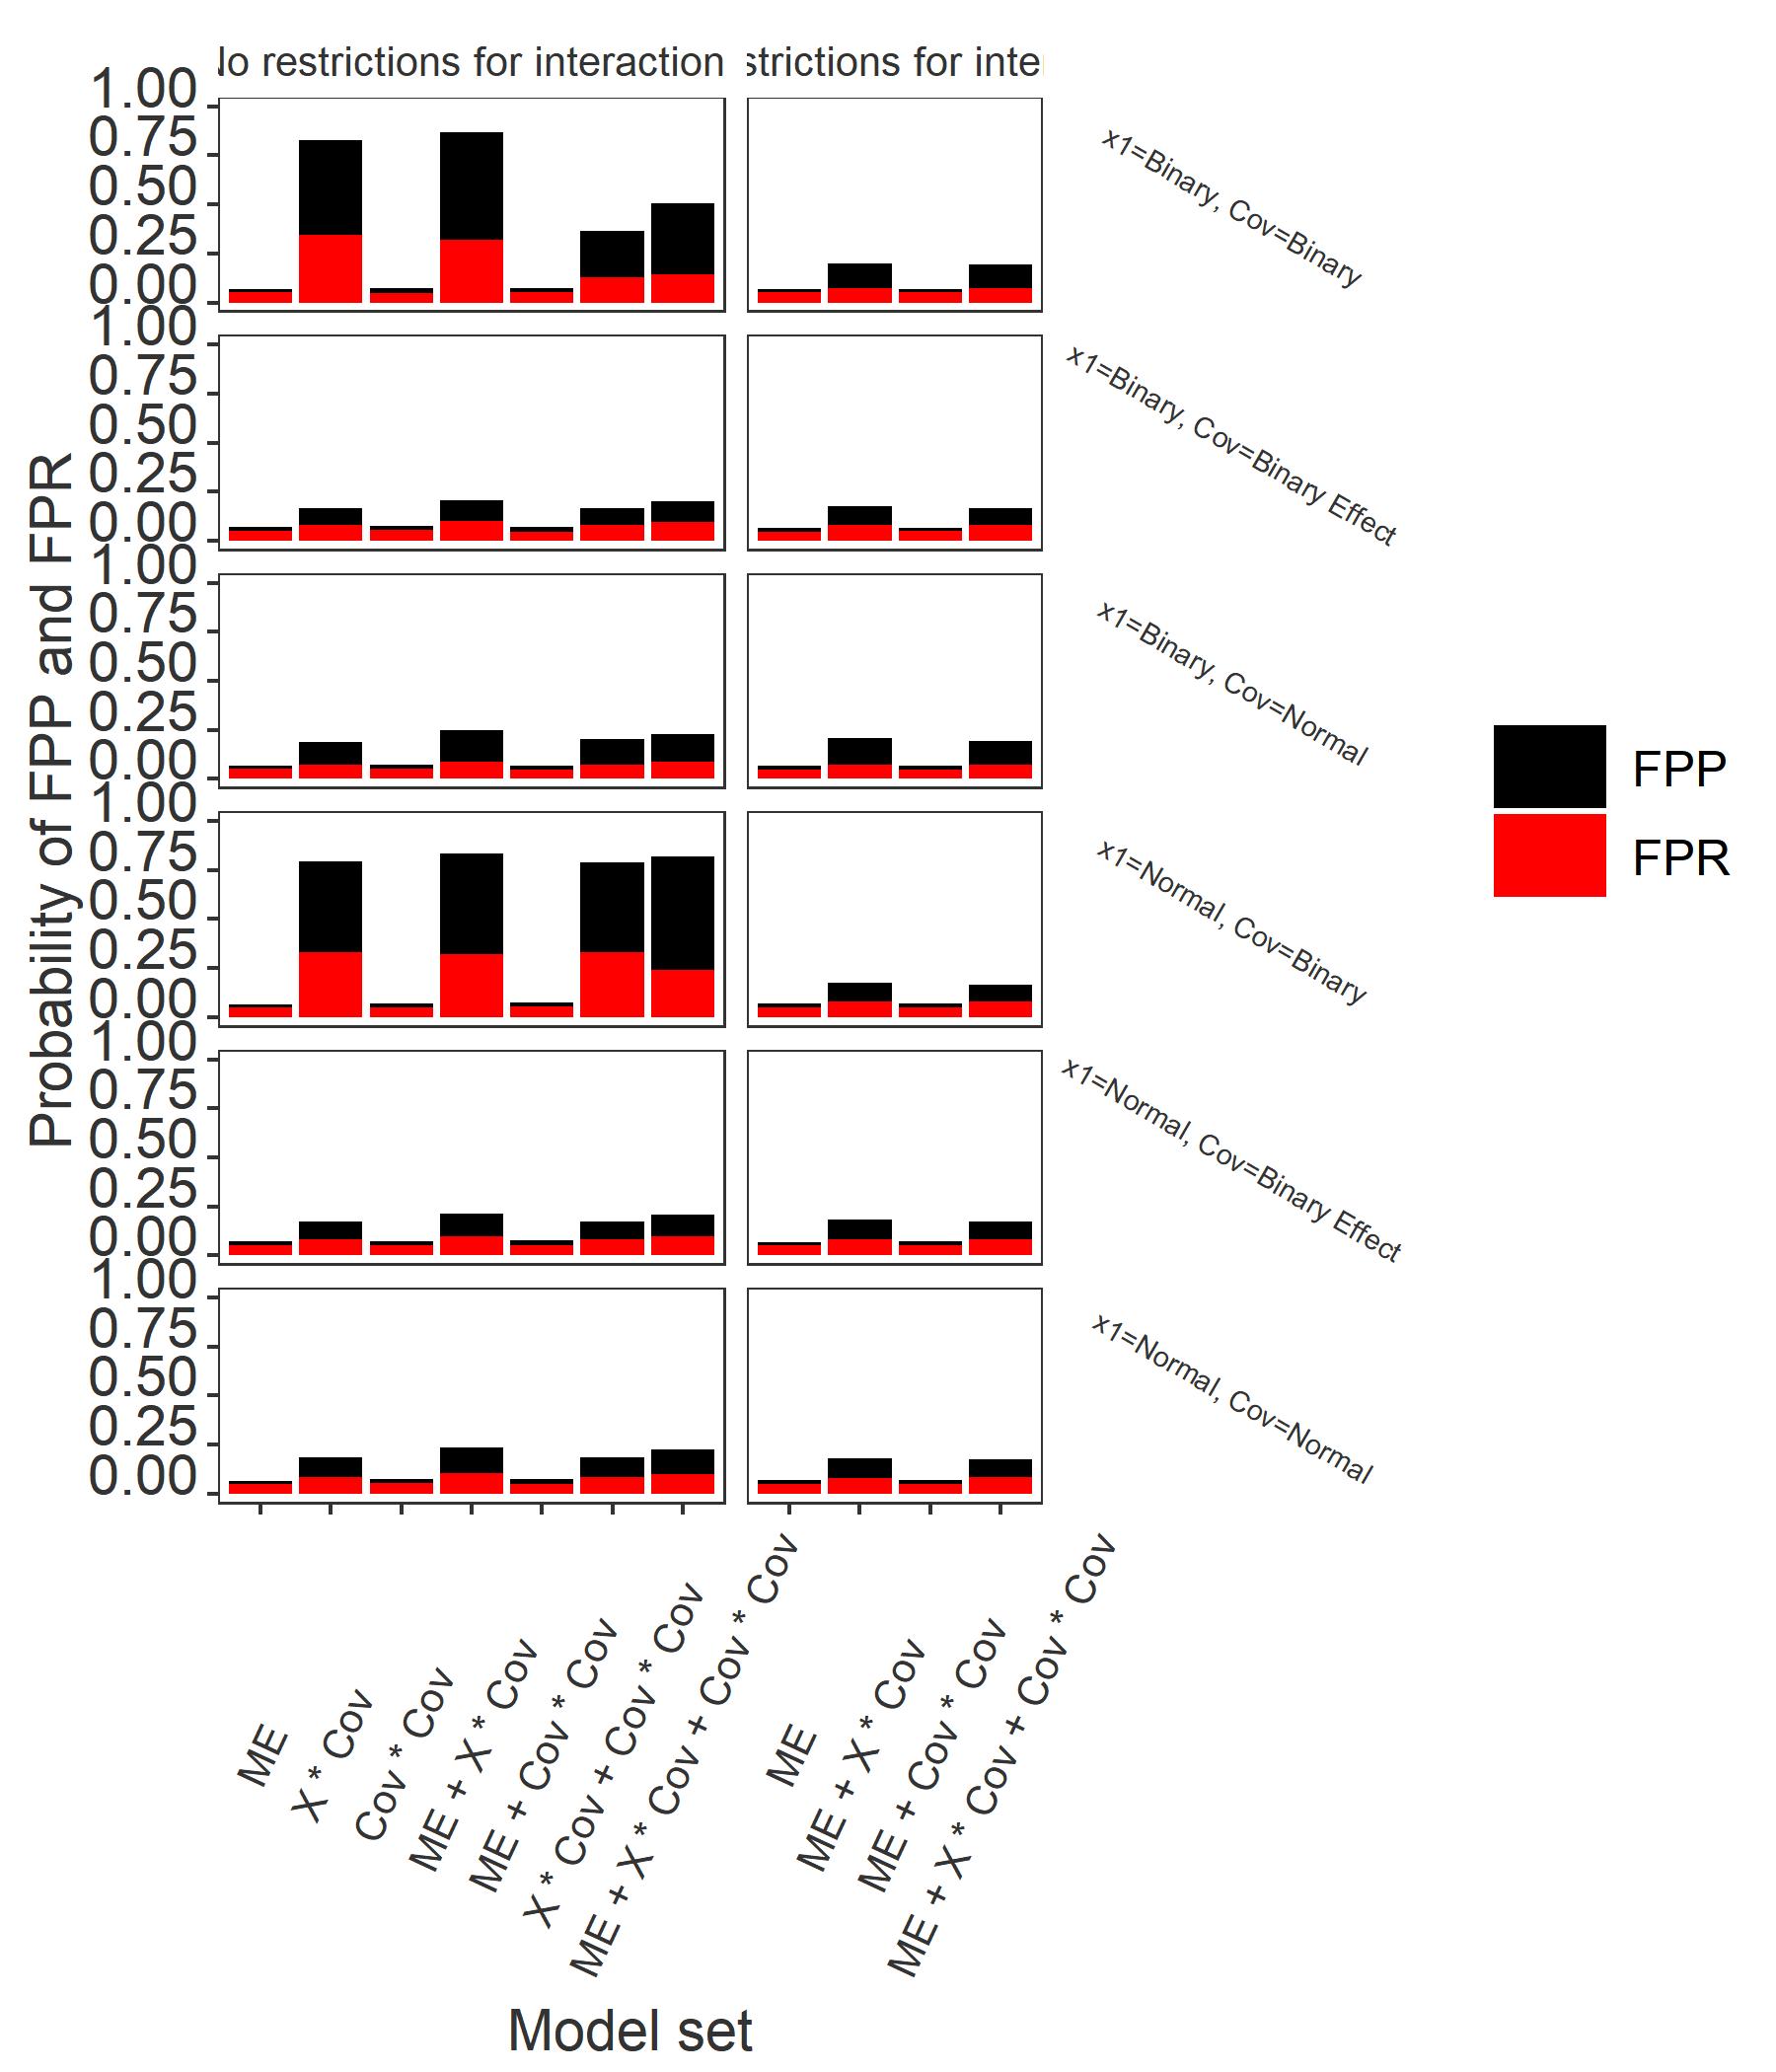 No restrictions for interaction
strictions for inter
1.00
0.75
0.50
0.25
0.00
x1=Binary, Cov=Binary
1.00
0.75
0.50
0.25
0.00
x1=Binary, Cov=Binary Effect
1.00
0.75
0.50
0.25
0.00
x1=Binary, Cov=Normal
1.00
0.75
0.50
0.25
0.00
x1=Normal, Cov=Binary
1.00
0.75
0.50
0.25
0.00
x1=Normal, Cov=Binary Effect
1.00
0.75
0.50
0.25
0.00
x1=Normal, Cov=Normal
Probability of FPP and FPR
FPP
FPR
ME
X * Cov
Cov * Cov
ME + X * Cov
ME + Cov * Cov
X * Cov + Cov * Cov
ME + X * Cov + Cov * Cov
ME
ME + X * Cov
ME + Cov * Cov
ME + X * Cov + Cov * Cov
Model set